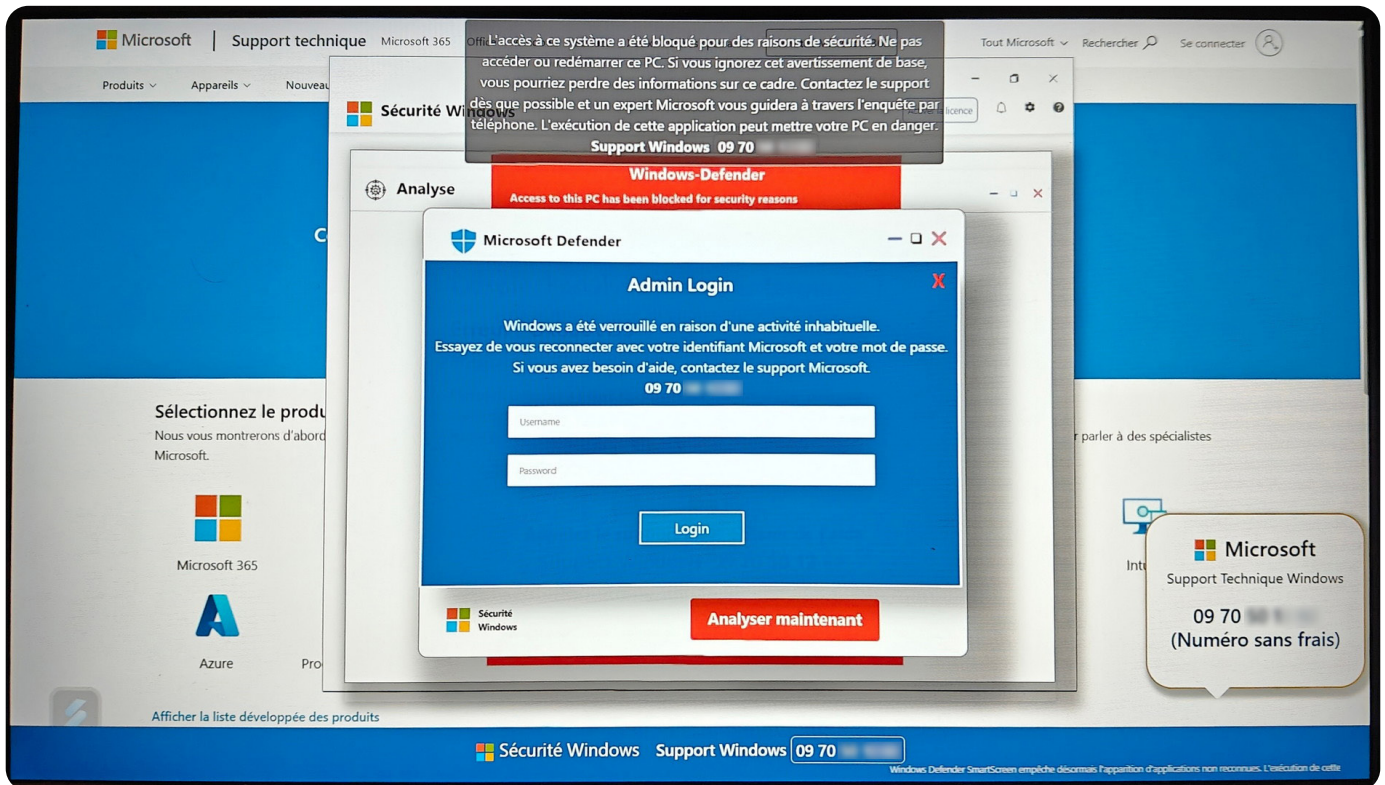 Microsoft
Support technique
Microsoft 365
Tout Microsoft
Rechercher
Se connecter
Produits
Appareils
L'accès à ce système a été bloqué pour des raisons de sécurité. Ne pas
accéder ou redémarrer ce PC. Si vous ignorez cet avertissement de base,
vous pourriez perdre des informations sur ce cadre. Contactez le support
dès que possible et un expert Microsoft vous guidera à travers l'enquête par
téléphone. L'exécution de cette application peut mettre votre PC en danger.
Support Windows 09 70
Sécurité Windows
licence
Windows-Defender
Access to this PC has been blocked for security reasons
Analyse
Microsoft Defender
Admin Login
X
Windows a été verrouillé en raison d'une activité inhabituelle.
Essayez de vous reconnecter avec votre identifiant Microsoft et votre mot de passe.
Si vous avez besoin d'aide, contactez le support Microsoft.
09 70
Username
Password
Login
Sécurité
Windows
Analyser maintenant
Sélectionnez le produ
Nous vous montrerons d'abord
Microsoft.
parler à des spécialistes
Microsoft 365
Azure
Pro
Intu
Afficher la liste développée des produits
Microsoft
Support Technique Windows
09 70
(Numéro sans frais)
Sécurité Windows Support Windows 09 70
Windows Defender SmartScreen empêche désormais l'apparition d'applications non reconnues. L'exécution de cette